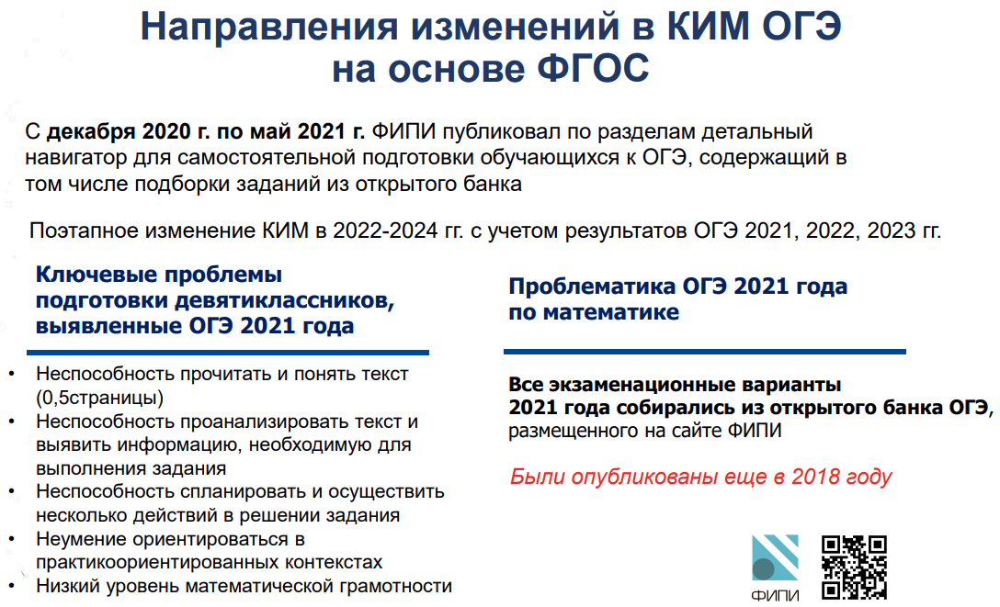 Направления изменений в КИМ ОГЭ
на основе ФГОС
С декабря 2020 г. по май 2021 г. ФИПИ публиковал по разделам детальный
навигатор для самостоятельной подготовки обучающихся к ОГЭ, содержащий в
том числе подборки заданий из открытого банка
Поэтапное изменение КИМ в 2022-2024 гг. с учетом результатов ОГЭ 2021, 2022, 2023 гг.
Ключевые проблемы
подготовки девятиклассников,
выявленные ОГЭ 2021 года
• Неспособность прочитать и понять текст
(0,5страницы)
• Неспособность проанализировать текст и
выявить информацию, необходимую для
выполнения задания
• Неспособность спланировать и осуществить
несколько действий в решении задания
• Неумение ориентироваться в
практикоориентированных контекстах
• Низкий уровень математической грамотности
Проблематика ОГЭ 2021 года
по математике
Все экзаменационные варианты
2021 года собирались из открытого банка ОГЭ,
размещенного на сайте ФИПИ
Были опубликованы еще в 2018 году
ФИПИ